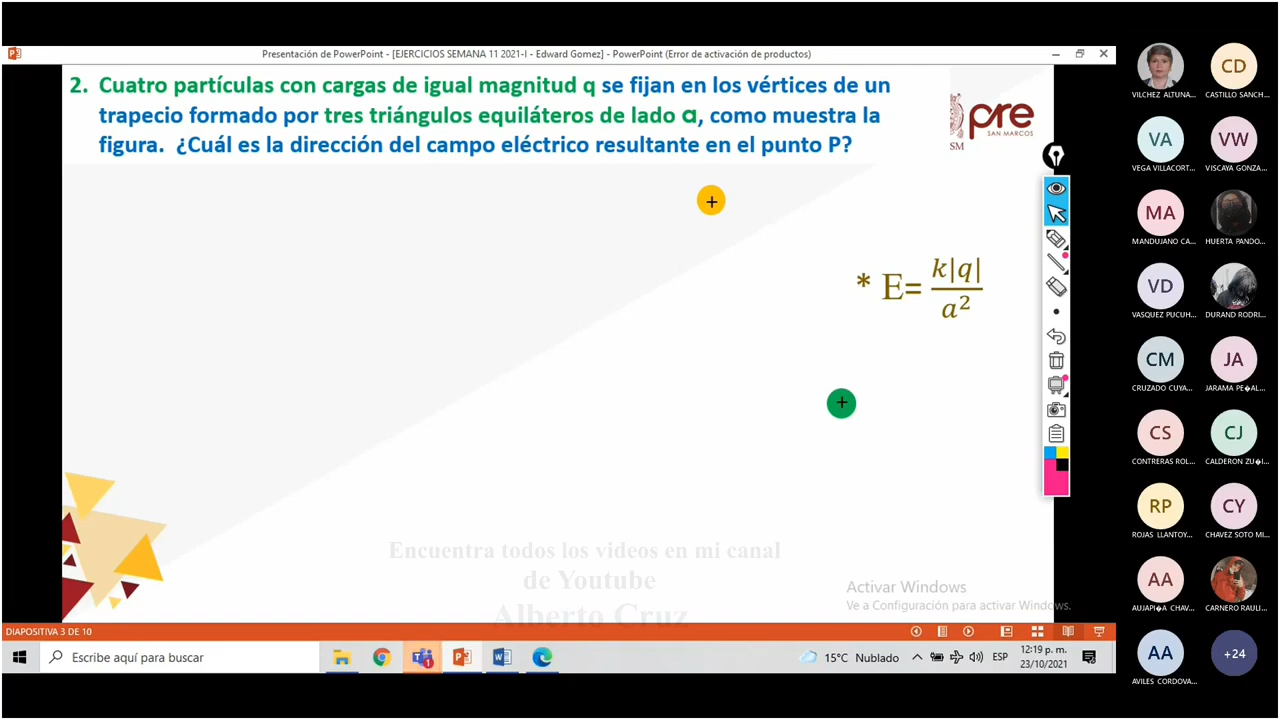 Presentación de PowerPoint - [EJERCICIOS SEMANA 11 2021-I - Edward Gomez] - PowerPoint (Error de activación de productos)
2. Cuatro partículas con cargas de igual magnitud q se fijan en los vértices de un
trapecio formado por tres triángulos equiláteros de lado a, como muestra la
figura. ¿Cuál es la dirección del campo eléctrico resultante en el punto P?
pre
SAN MARCOS
SM
+
* E= k|q| / a²
+
Encuentra todos los videos en mi canal
de Youtube
Alberto Cruz
Activar Windows
Ve a Configuración para activar Windows.
DIAPOSITIVA 3 DE 10
Escribe aquí para buscar
15°C Nublado
ESP
12:19 p. m.
23/10/2021
VILCHEZ ALTUNA...
CD
CASTILLO SANCH...
VA
VEGA VILLACORT...
VW
VISCAYA GONZA...
MA
MANDUJANO CA...
HUERTA PANDO...
VD
VASQUEZ PUCUH...
DURAND RODRI...
CM
CRUZADO CUYA...
JA
JARAMA PE�AL...
CS
CONTRERAS ROL...
CJ
CALDERON ZU�I...
RP
ROJAS LLANTOY...
CY
CHAVEZ SOTO MI...
AA
AUJAPI�A CHAV...
CARNERO RAULI...
AA
AVILES CORDOVA...
+24